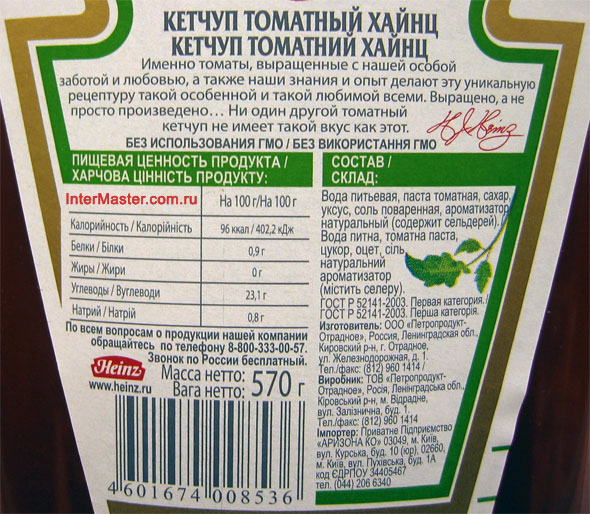 КЕТЧУП ТОМАТНЫЙ ХАЙНЦ
КЕТЧУП ТОМАТНИЙ ХАЙНЦ
Именно томаты, выращенные с нашей особой
заботой и любовью, а также наши знания и опыт делают эту уникальную
рецептуру такой особенной и такой любимой всеми. Выращено, а не
просто произведено... Ни один другой томатный
кетчуп не имеет такой вкус как этот.
БЕЗ ИСПОЛЬЗОВАНИЯ ГМО / БЕЗ ВИКОРИСТАННЯ ГМО
ПИЩЕВАЯ ЦЕННОСТЬ ПРОДУКТА /
ХАРЧОВА ЦІННІСТЬ ПРОДУКТУ:
InterMaster.com.ru
На 100 г/На 100 г
Калорийность / Калорійність 96 ккал / 402,2 кДж
Белки / Білки 0,9 г
Жиры / Жири 0 г
Углеводы / Вуглеводи 23,1 г
Натрий / Натрій 0,8 г
По всем вопросам о продукции нашей компании
обращайтесь по телефону 8-800-333-00-57.
Звонок по России бесплатный.
Heinz
www.heinz.ru
Масса нетто:
Вага нетто: 570 г
4 601674 008536
СОСТАВ /
СКЛАД:
Вода питьевая, паста томатная, сахар,
уксус, соль поваренная, ароматизатор
натуральный (содержит сельдерей).
Вода питна, томатна паста,
цукор, оцет, сіль
натуральний
ароматизатор
(містить селеру).
ГОСТ Р 52141-2003. Первая категория. /
ГОСТ Р 52141-2003. Перша категорія.
Изготовитель: ООО «Петропродукт-
Отрадное», Россия, Ленинградская обл.,
Кировский р-н, г. Отрадное,
ул. Железнодорожная, д. 1.
Тел./факс: (812) 960 1414 /
Виробник: ТОВ «Петропродукт-
Отрадное», Росія, Ленінградська обл.,
Кіровський р-н, м. Відрадне,
вул. Залізнична, буд. 1.
Тел./факс: (812) 960 1414
Імпортер: Приватне Підприємство
«АРИЗОНА КО» 03049, м. Київ,
вул. Курська, буд. 10 (юр). 02660,
м. Київ, вул. Пухівська, буд. 1А
код ЄДРПОУ 34405467
тел. (044) 206 6340